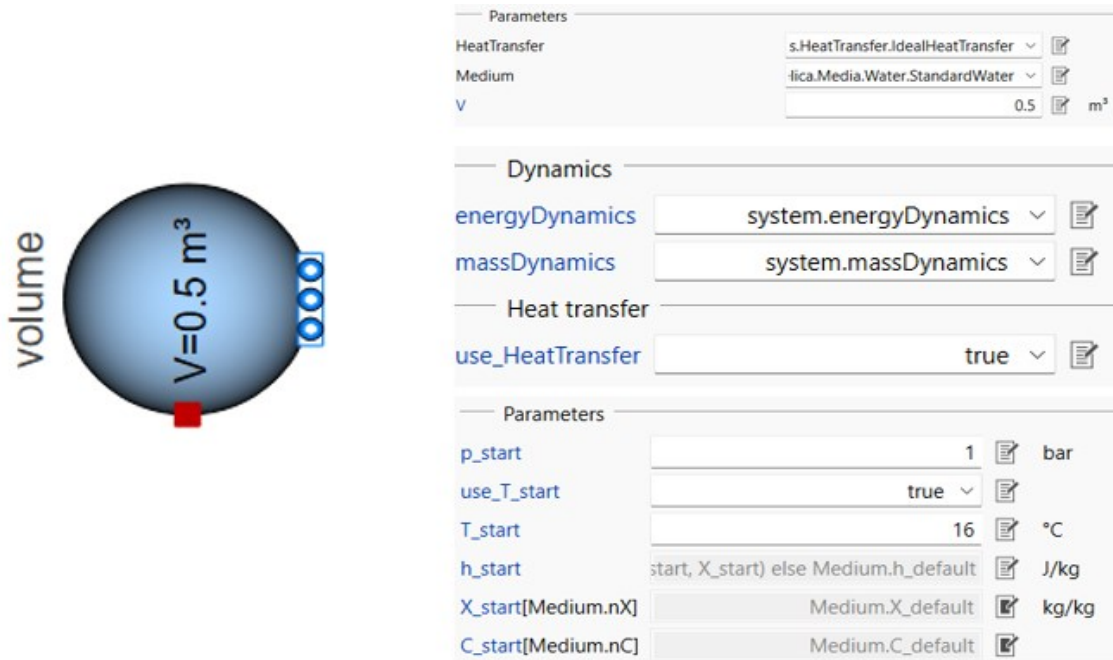 volume
V=0.5 m³
Parameters
HeatTransfer s.HeatTransfer.IdealHeatTransfer
Medium lica.Media.Water.StandardWater
V 0.5 m³
Dynamics
energyDynamics system.energyDynamics
massDynamics system.massDynamics
Heat transfer
use_HeatTransfer true
Parameters
p_start 1 bar
use_T_start true
T_start 16 °C
h_start start, X_start) else Medium.h_default J/kg
X_start[Medium.nX] Medium.X_default kg/kg
C_start[Medium.nC] Medium.C_default